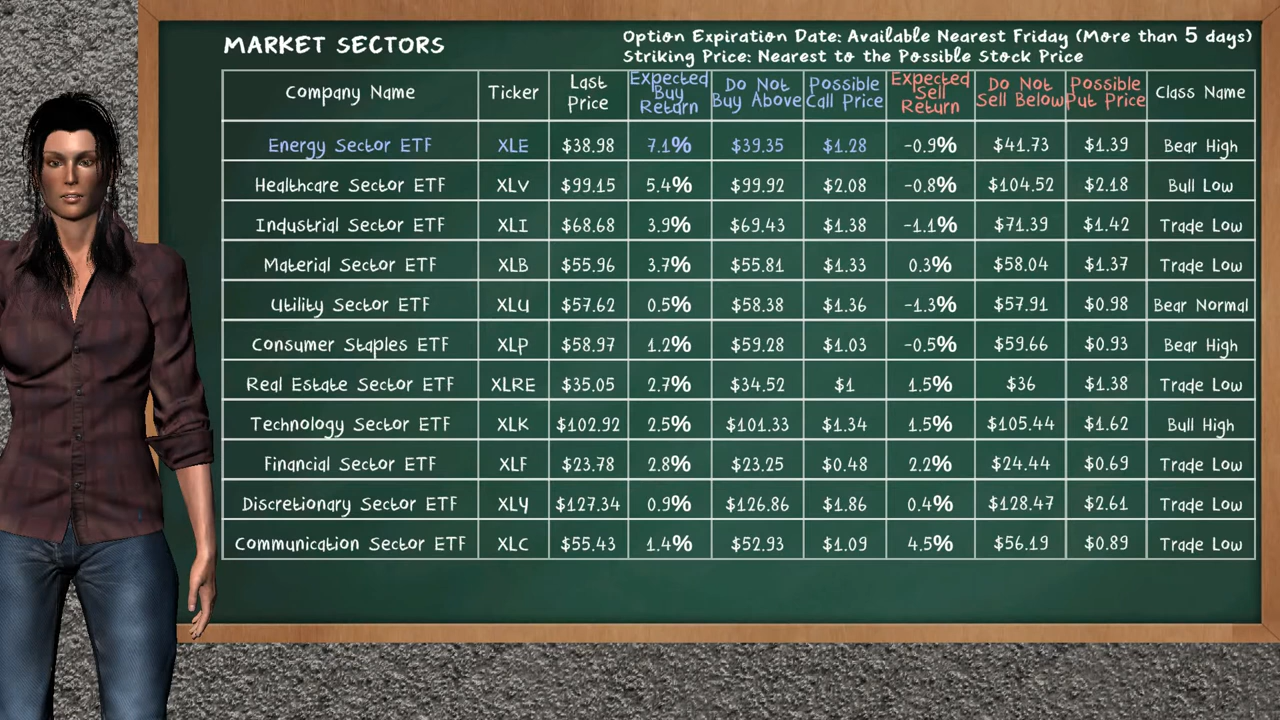 MARKET SECTORS
Option Expiration Date: Available Nearest Friday (More than 5 days)
Striking Price: Nearest to the Possible Stock Price
Company Name Ticker Last Price Expected Buy Return Do Not Buy Above Possible Call Price Expected Sell Return Do Not Sell Below Possible Put Price Class Name
Energy Sector ETF XLE $38.98 7.1% $39.35 $1.28 -0.9% $41.73 $1.39 Bear High
Healthcare Sector ETF XLV $99.15 5.4% $99.92 $2.08 -0.8% $104.52 $2.18 Bull Low
Industrial Sector ETF XLI $68.68 3.9% $69.43 $1.38 -1.1% $71.39 $1.42 Trade Low
Material Sector ETF XLB $55.96 3.7% $55.81 $1.33 0.3% $58.04 $1.37 Trade Low
Utility Sector ETF XLU $57.62 0.5% $58.38 $1.36 -1.3% $57.91 $0.98 Bear Normal
Consumer Staples ETF XLP $58.97 1.2% $59.28 $1.03 -0.5% $59.66 $0.93 Bear High
Real Estate Sector ETF XLRE $35.05 2.7% $34.52 $1 1.5% $36 $1.38 Trade Low
Technology Sector ETF XLK $102.92 2.5% $101.33 $1.34 1.5% $105.44 $1.62 Bull High
Financial Sector ETF XLF $23.78 2.8% $23.25 $0.48 2.2% $24.44 $0.69 Trade Low
Discretionary Sector ETF XLY $127.34 0.9% $126.86 $1.86 0.4% $128.47 $2.61 Trade Low
Communication Sector ETF XLC $55.43 1.4% $52.93 $1.09 4.5% $56.19 $0.89 Trade Low